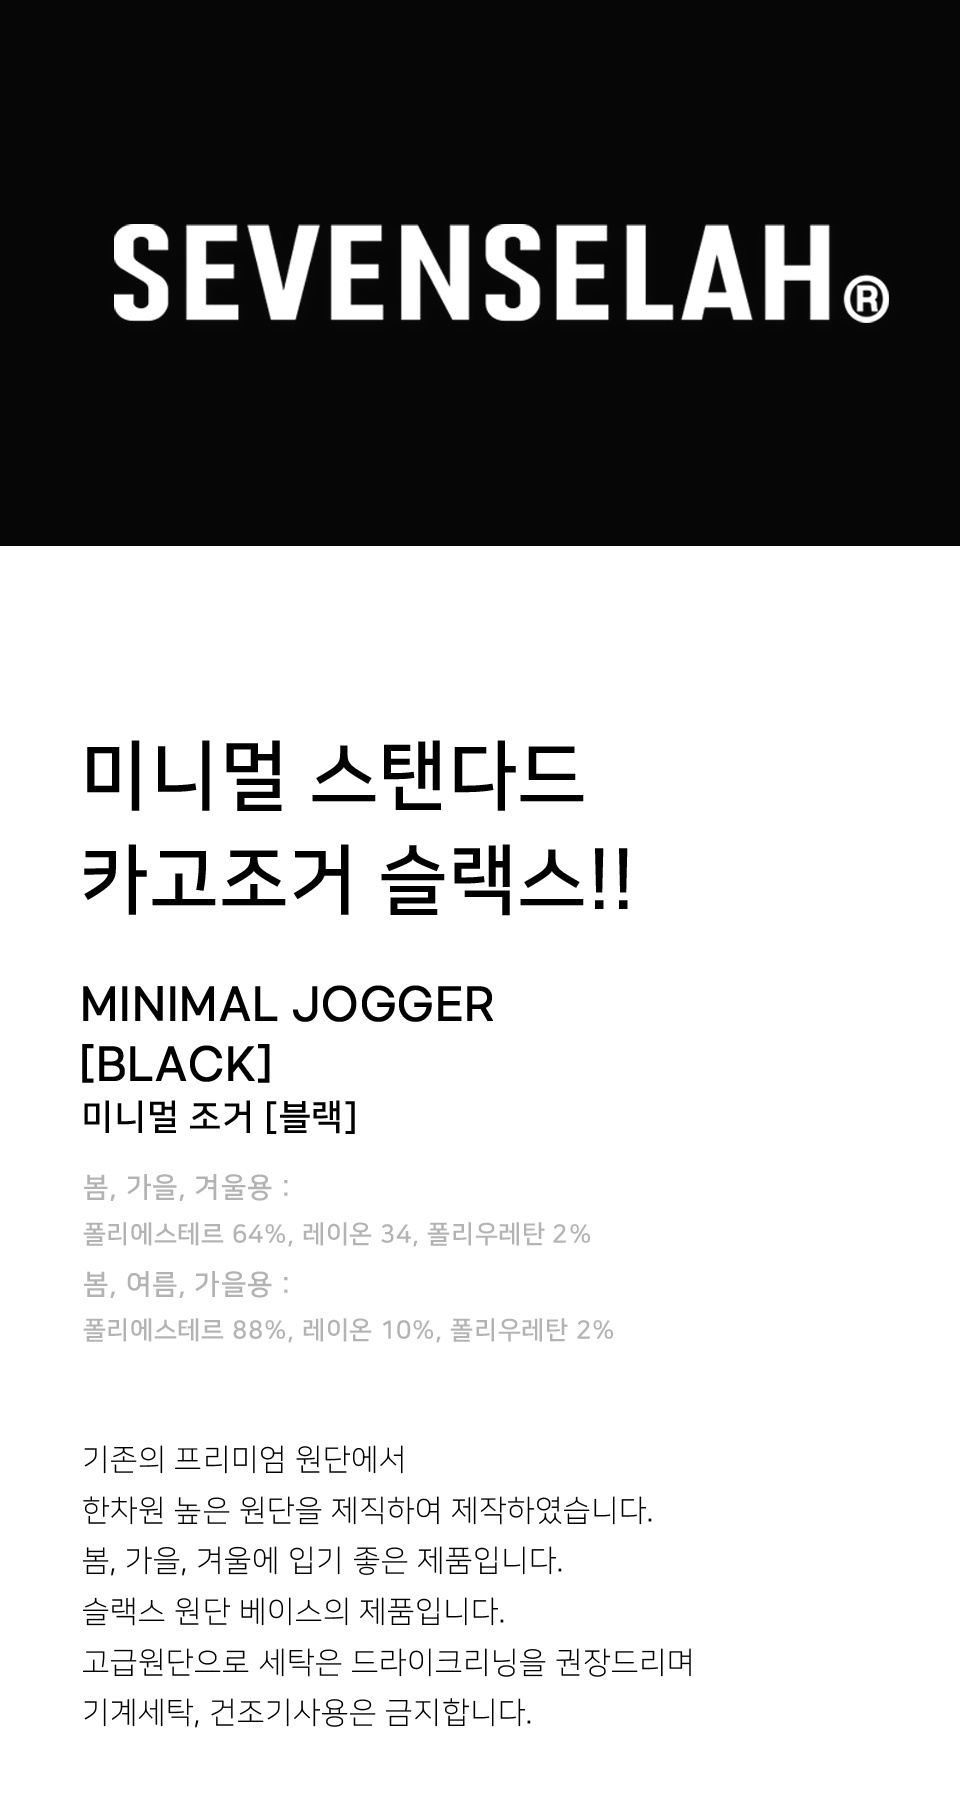 SEVENSELAH®
미니멀 스탠다드
카고조거 슬랙스!!
MINIMAL JOGGER
[BLACK]
미니멀 조거 [블랙]
봄, 가을, 겨울용 :
폴리에스테르 64%, 레이온 34, 폴리우레탄 2%
봄, 여름, 가을용 :
폴리에스테르 88%, 레이온 10%, 폴리우레탄 2%
기존의 프리미엄 원단에서
한차원 높은 원단을 제직하여 제작하였습니다.
봄, 가을, 겨울에 입기 좋은 제품입니다.
슬랙스 원단 베이스의 제품입니다.
고급원단으로 세탁은 드라이크리닝을 권장드리며
기계세탁, 건조기사용은 금지합니다.